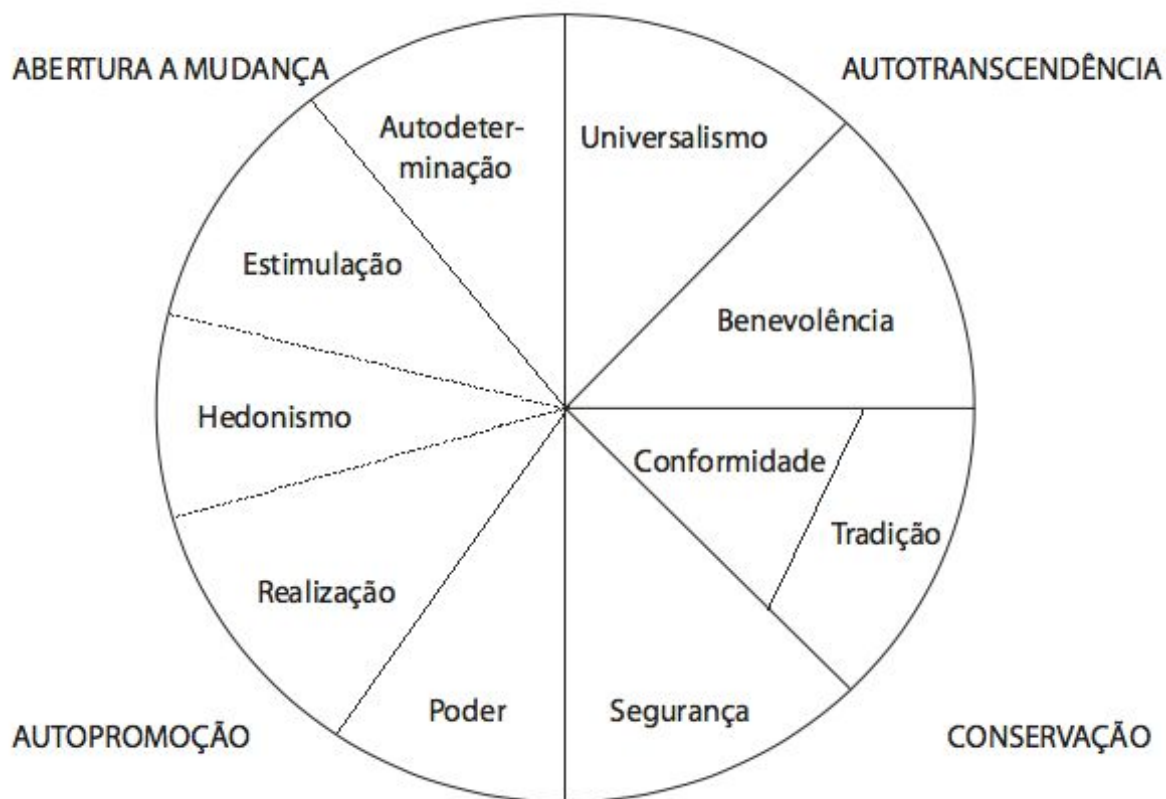 ABERTURA A MUDANÇA
AUTOTRANSCENDÊNCIA
Autodeter-
minação
Universalismo
Estimulação
Benevolência
Hedonismo
Conformidade
Tradição
Realização
Poder
Segurança
AUTOPROMOÇÃO
CONSERVAÇÃO